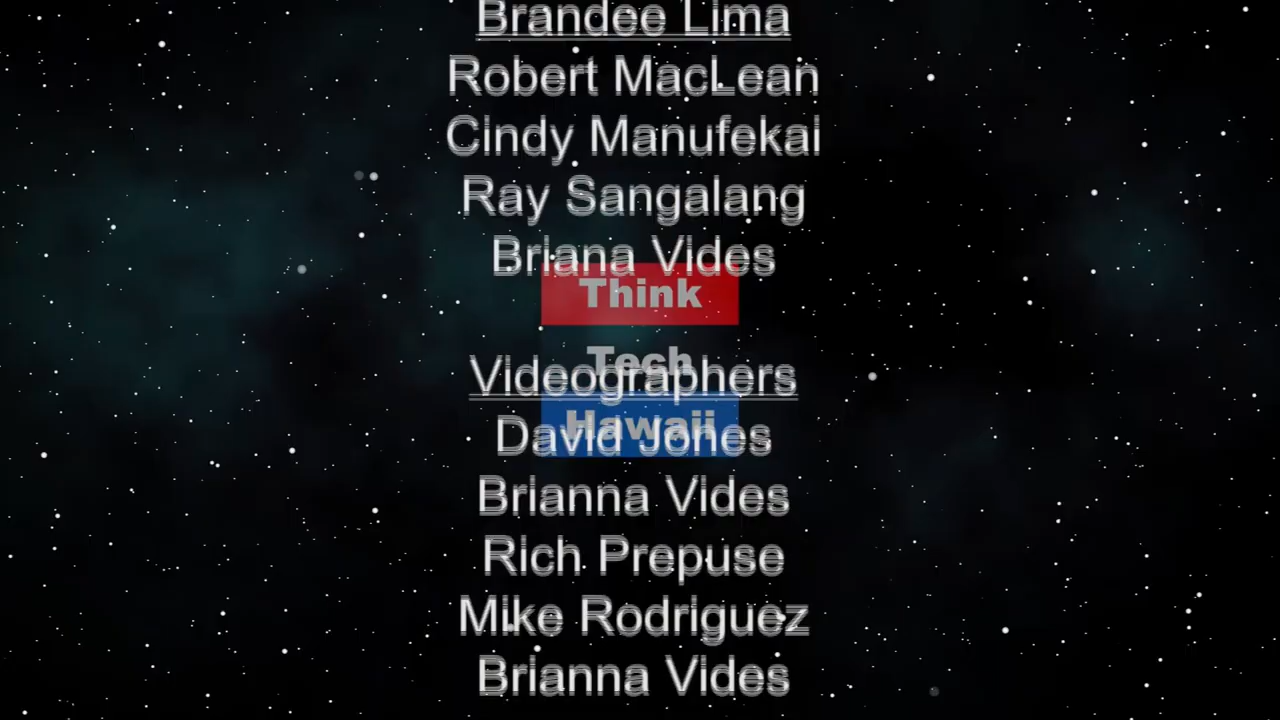 Brandee Lima
Robert MacLean
Cindy Manufekai
Ray Sangalang
Briana Vides
Think
Tech
Videographers
Hawaii
David Jones
Brianna Vides
Rich Prepuse
Mike Rodriguez
Brianna Vides